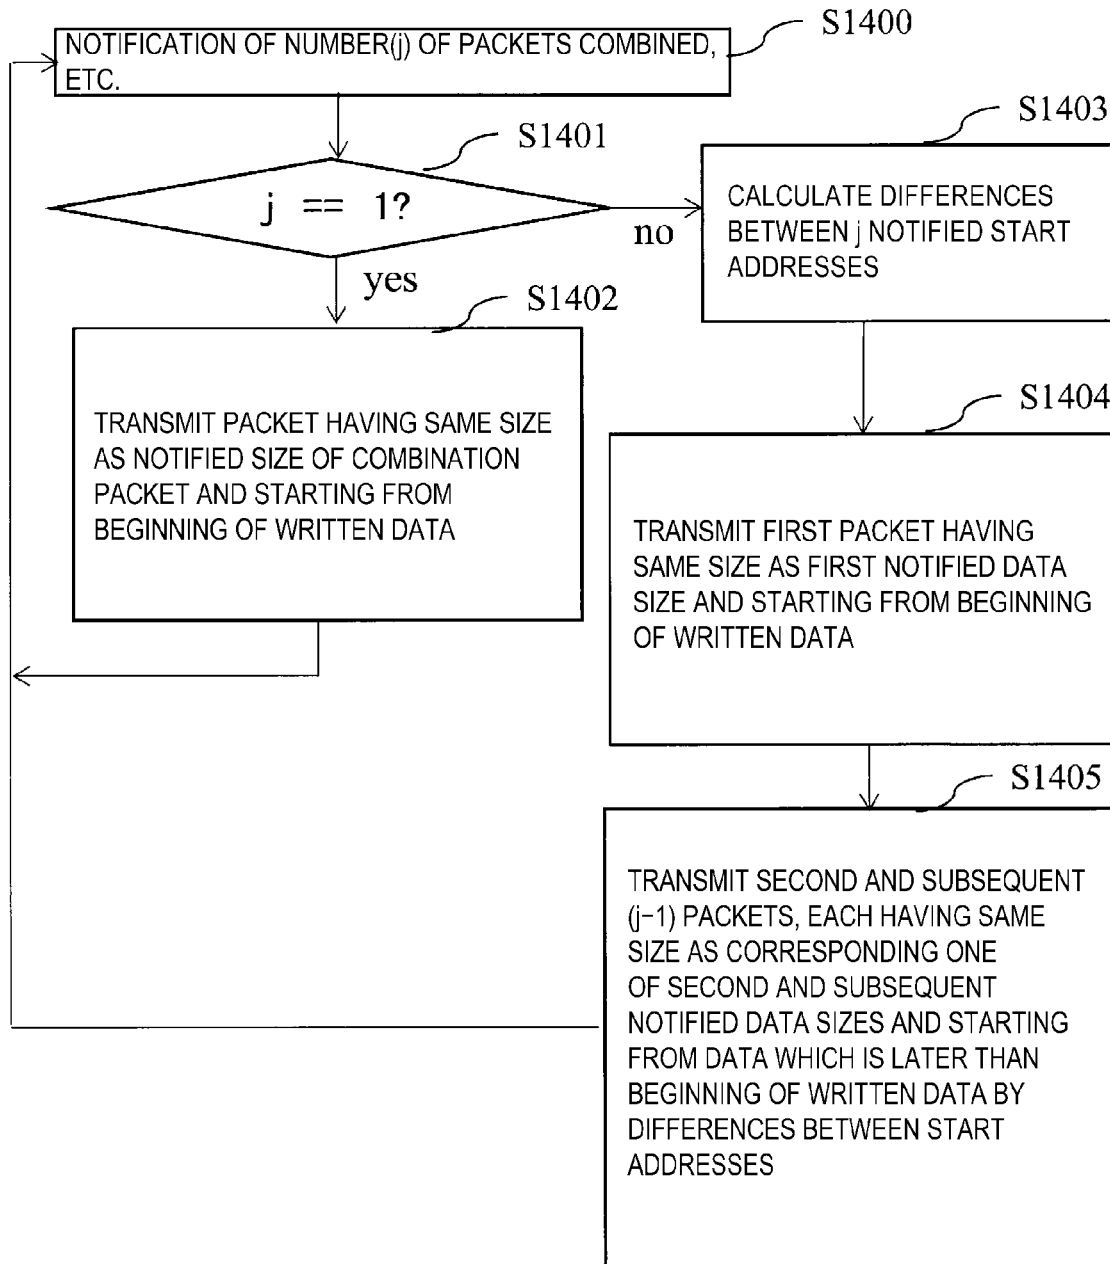 S1400
NOTIFICATION OF NUMBER(j) OF PACKETS COMBINED,
ETC.
S1401
j == 1?
no
yes
S1403
CALCULATE DIFFERENCES
BETWEEN j NOTIFIED START
ADDRESSES
S1402
TRANSMIT PACKET HAVING SAME SIZE
AS NOTIFIED SIZE OF COMBINATION
PACKET AND STARTING FROM
BEGINNING OF WRITTEN DATA
S1404
TRANSMIT FIRST PACKET HAVING
SAME SIZE AS FIRST NOTIFIED DATA
SIZE AND STARTING FROM BEGINNING
OF WRITTEN DATA
S1405
TRANSMIT SECOND AND SUBSEQUENT
(j-1) PACKETS, EACH HAVING SAME
SIZE AS CORRESPONDING ONE
OF SECOND AND SUBSEQUENT
NOTIFIED DATA SIZES AND STARTING
FROM DATA WHICH IS LATER THAN
BEGINNING OF WRITTEN DATA BY
DIFFERENCES BETWEEN START
ADDRESSES